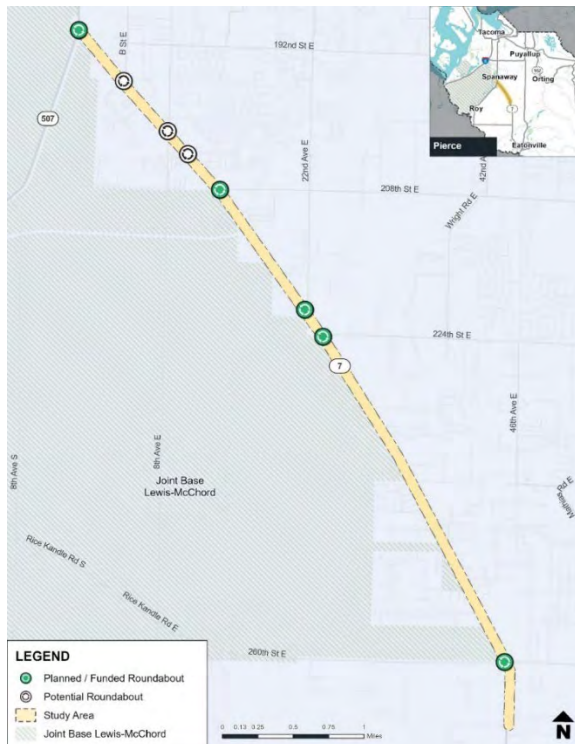 B St E
192nd St E
507
Tacoma
Puyallup
Orting
Spanaway
Roy
7
Eatonville
Pierce
22nd Ave E
42nd A
208th St E
Wright Rd E
224th St E
7
46th Ave E
8th Ave S
8th Ave E
Joint Base
Lewis-McChord
Rice Kandle Rd S
Rice Kandle Rd E
260th St E
LEGEND
Planned / Funded Roundabout
Potential Roundabout
Study Area
Joint Base Lewis-McChord
0 0.13 0.25 0.5 0.75 1
Miles
N